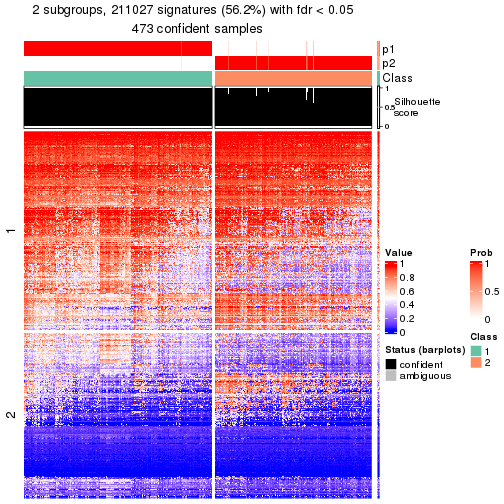 2 subgroups, 211027 signatures (56.2%) with fdr < 0.05
473 confident samples
p1
p2
Class
1
0.5
0
Silhouette
score
1
2
Value
1
0.8
0.6
0.4
0.2
0
Prob
1
0.5
0
Status (barplots)
confident
ambiguous
Class
1
2